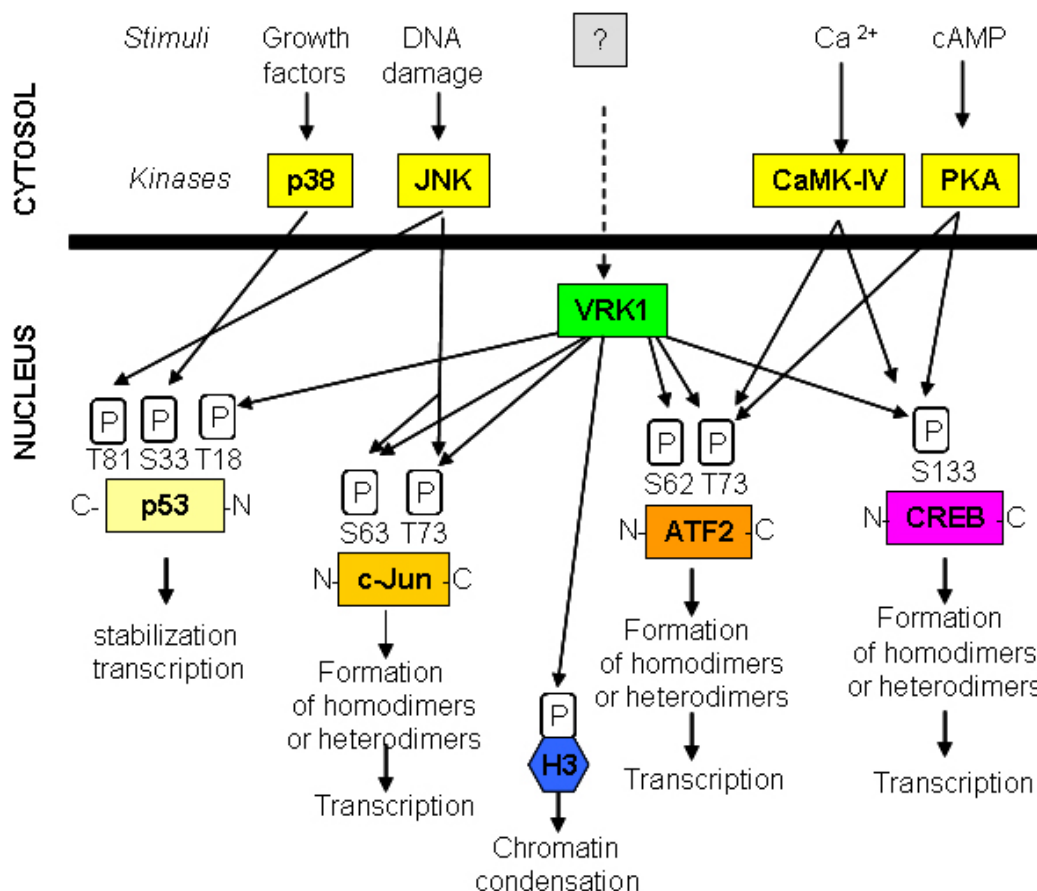 Stimuli
Growth
factors
DNA
damage
?
Ca 2+
cAMP
CYTOSOL
Kinases
p38
JNK
CaMK-IV
PKA
NUCLEUS
VRK1
P
P
P
T81 S33 T18
C- p53 -N
P
P
S63 T73
N- c-Jun -C
P
P
S62 T73
N- ATF2 -C
P
S133
N- CREB -C
stabilization
transcription
Formation
of homodimers
or heterodimers
Transcription
P
H3
Chromatin
condensation
Formation
of homodimers
or heterodimers
Transcription
Formation
of homodimers
or heterodimers
Transcription